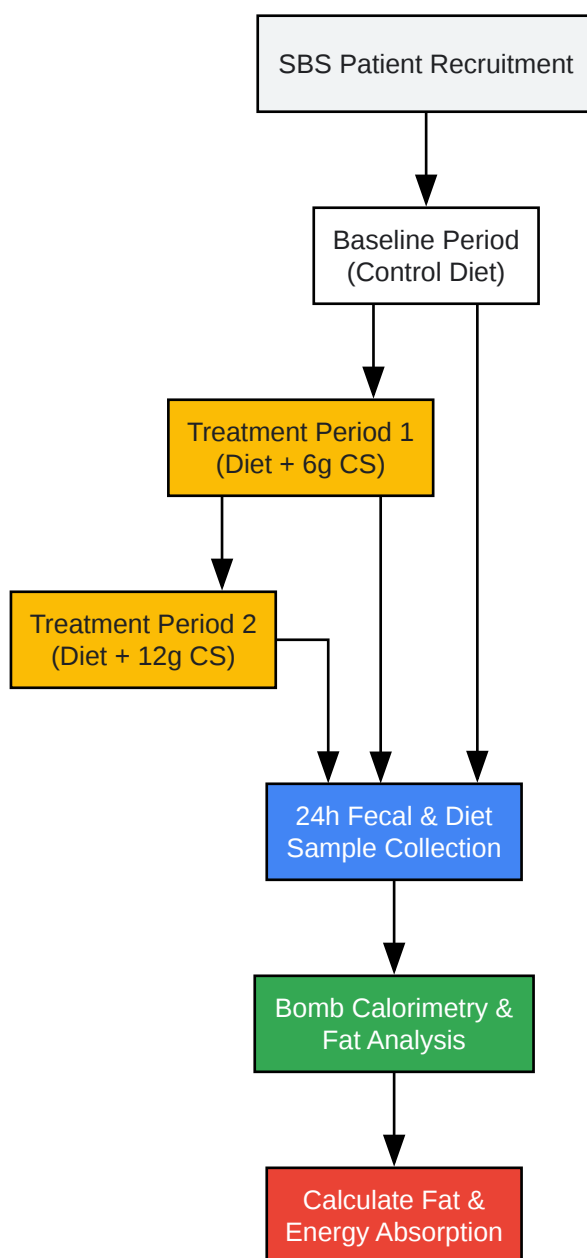 SBS Patient Recruitment
Baseline Period
(Control Diet)
Treatment Period 1
(Diet + 6g CS)
Treatment Period 2
(Diet + 12g CS)
24h Fecal & Diet
Sample Collection
Bomb Calorimetry &
Fat Analysis
Calculate Fat &
Energy Absorption